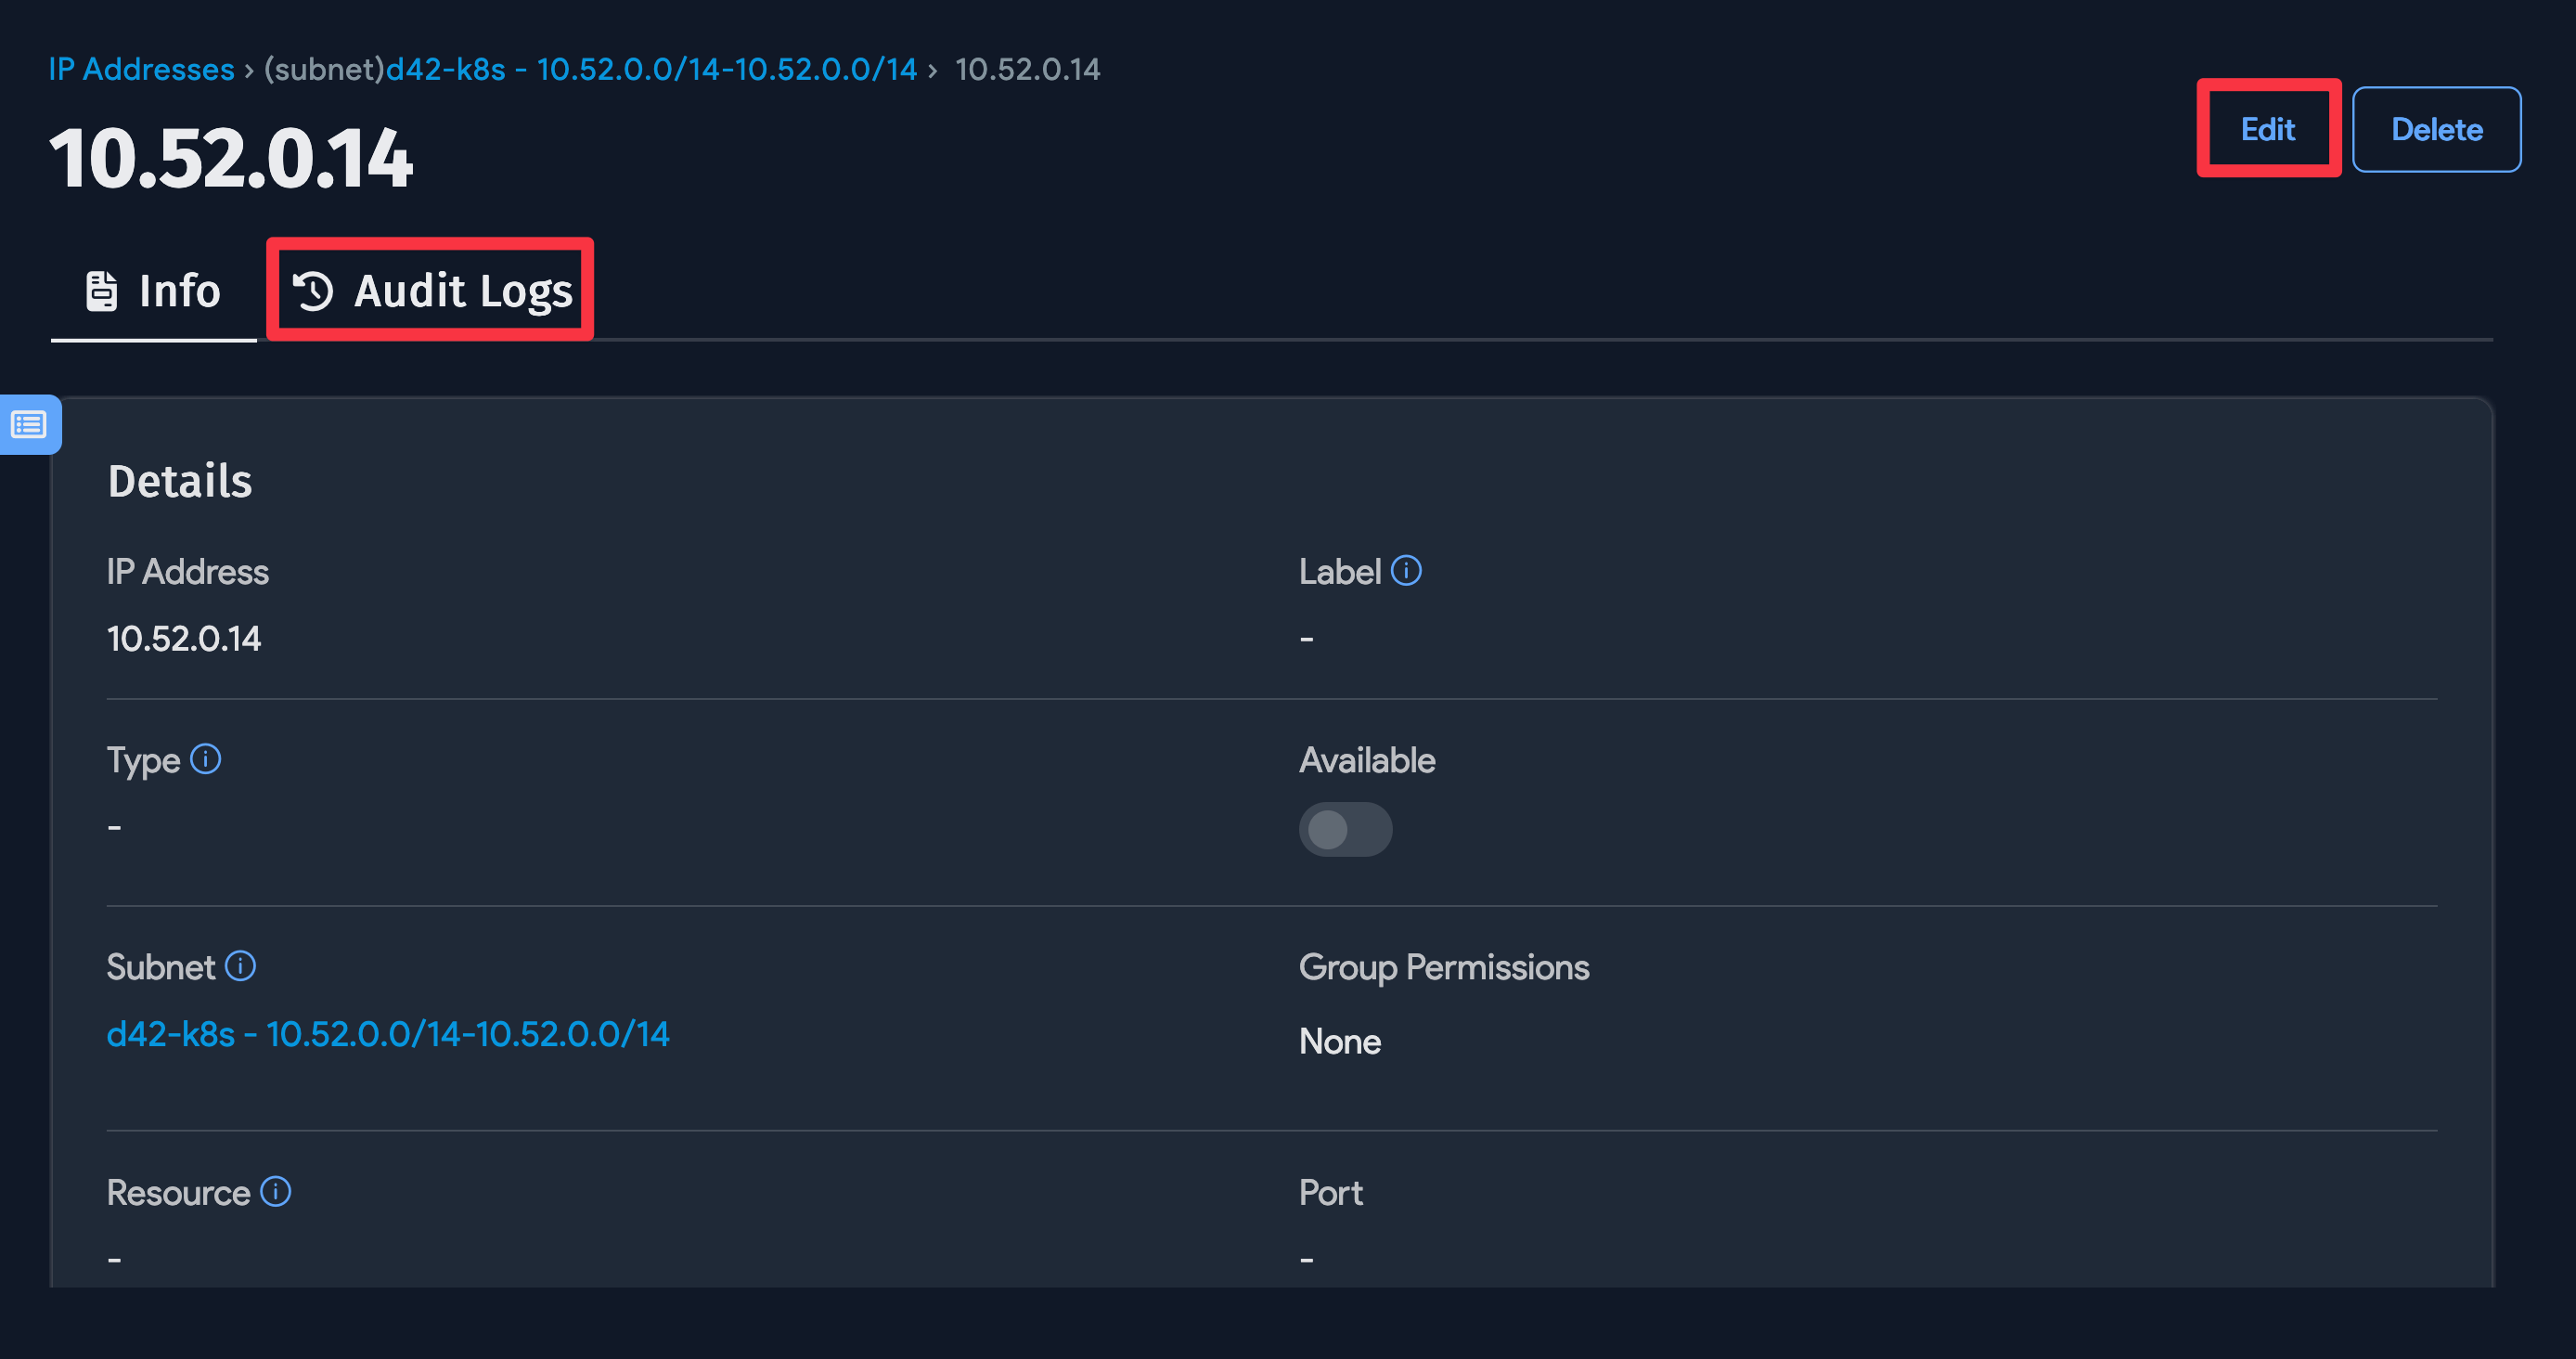 IP Addresses › (subnet)d42-k8s - 10.52.0.0/14-10.52.0.0/14 › 10.52.0.14
10.52.0.14
Edit
Delete
Info
Audit Logs
Details
IP Address
Label
10.52.0.14
-
Type
Available
-
Subnet
Group Permissions
d42-k8s - 10.52.0.0/14-10.52.0.0/14
None
Resource
Port
-
-